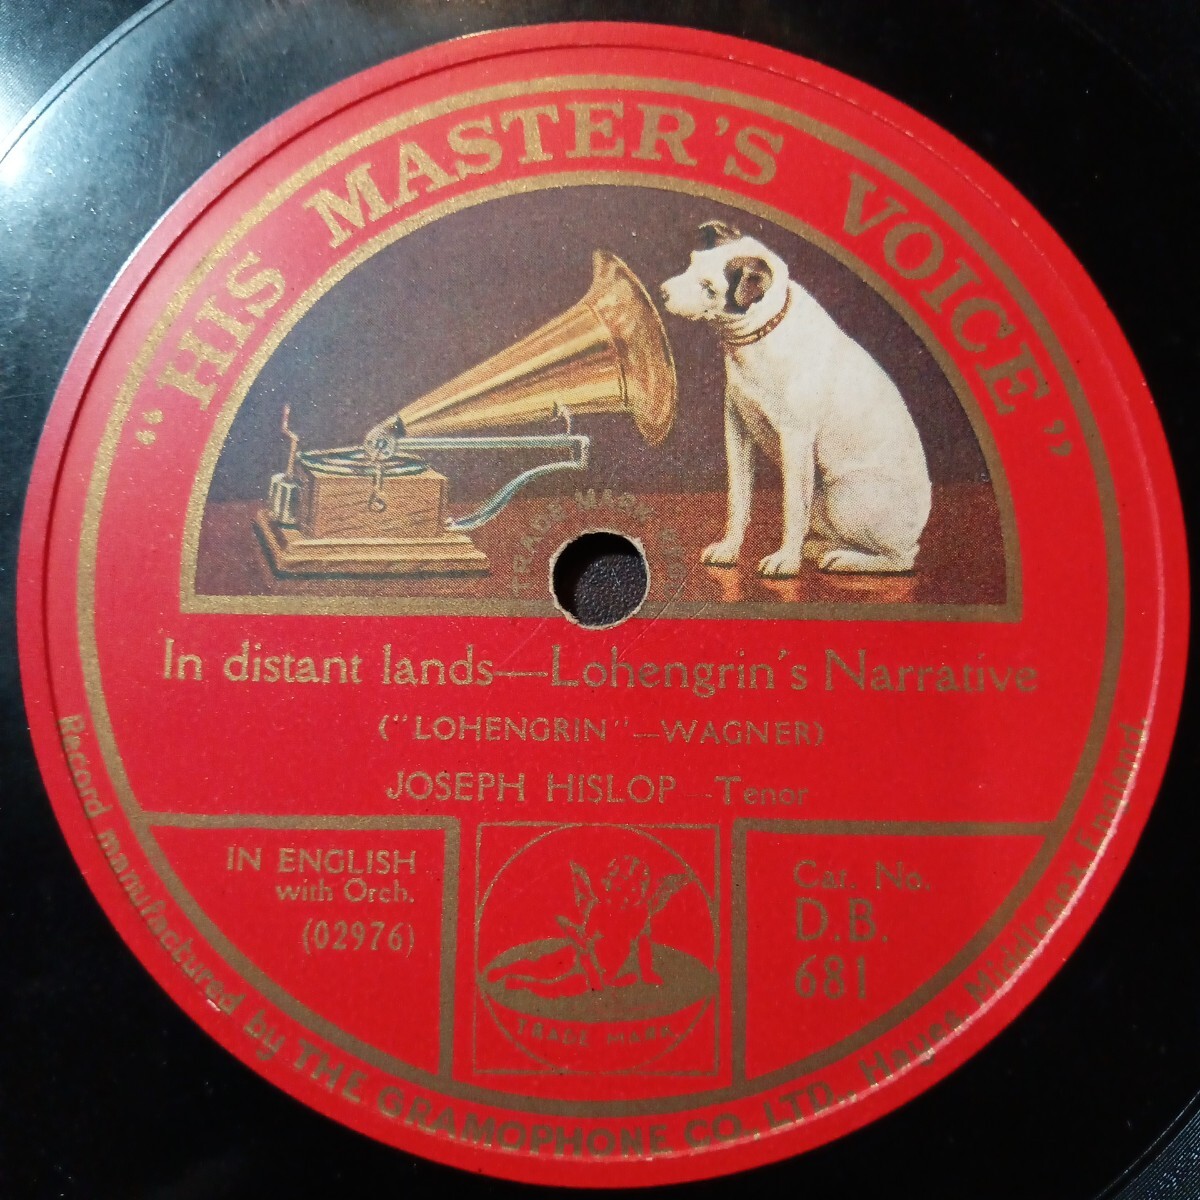 "HIS MASTER'S VOICE"
TRADE MARK REGD
In distant lands—Lohengrin's Narrative
("LOHENGRIN"—WAGNER)
JOSEPH HISLOP—Tenor
IN ENGLISH
with Orch.
(02976)
TRADE MARK
Cat. No.
D.B.
681
Record manufactured by THE GRAMOPHONE CO., LTD., Hayes, Middlesex, England.